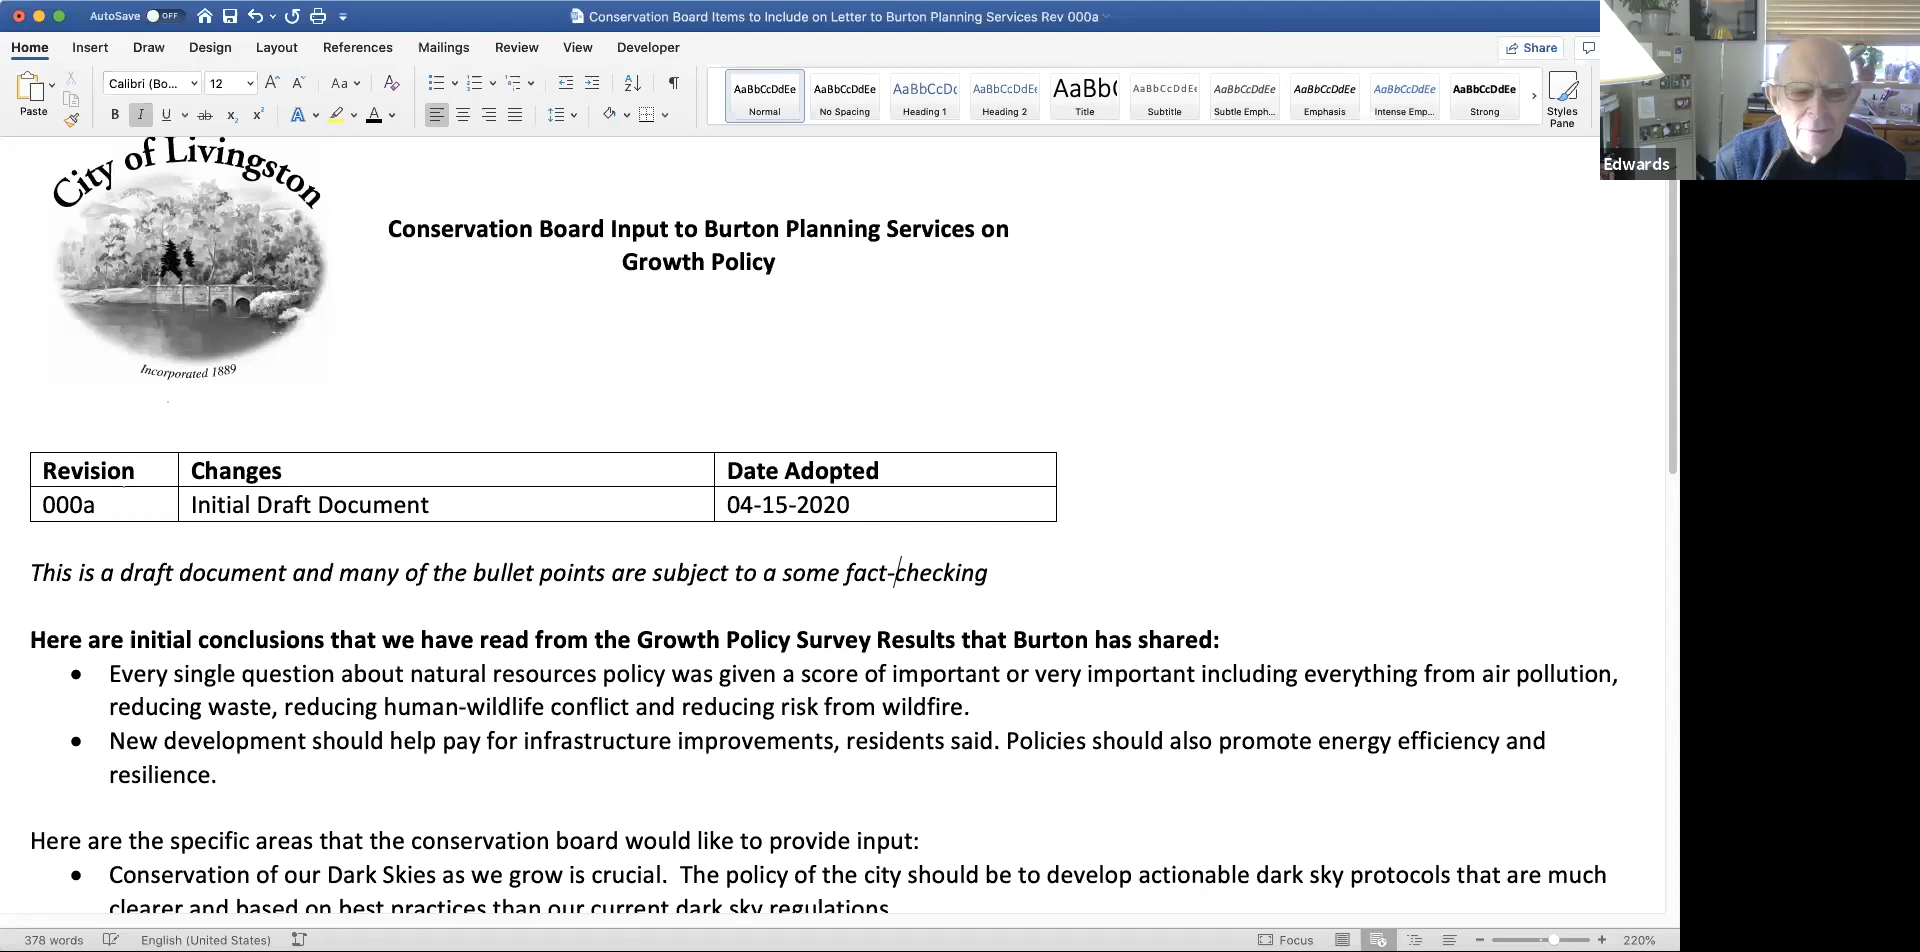 AutoSave OFF
Conservation Board Items to Include on Letter to Burton Planning Services Rev 000a
Home Insert Draw Design Layout References Mailings Review View Developer
Share
Paste
Calibri (Bo... 12
AaBbCcDdEe AaBbCcDdEe AaBbCcDc AaBbCcDdEe AaBbC AaBbCcDdEe AaBbCcDdEe AaBbCcDdEe AaBbCcDdEe AaBbCcDdEe
Normal No Spacing Heading 1 Heading 2 Title Subtitle Subtle Emph... Emphasis Intense Emp... Strong
Styles
Pane
Edwards
City of Livingston
Incorporated 1889
Conservation Board Input to Burton Planning Services on
Growth Policy
Revision Changes Date Adopted
000a Initial Draft Document 04-15-2020
This is a draft document and many of the bullet points are subject to a some fact-checking
Here are initial conclusions that we have read from the Growth Policy Survey Results that Burton has shared:
• Every single question about natural resources policy was given a score of important or very important including everything from air pollution,
reducing waste, reducing human-wildlife conflict and reducing risk from wildfire.
• New development should help pay for infrastructure improvements, residents said. Policies should also promote energy efficiency and
resilience.
Here are the specific areas that the conservation board would like to provide input:
• Conservation of our Dark Skies as we grow is crucial.  The policy of the city should be to develop actionable dark sky protocols that are much
clearer and based on best practices than our current dark sky regulations
378 words English (United States) Focus 220%